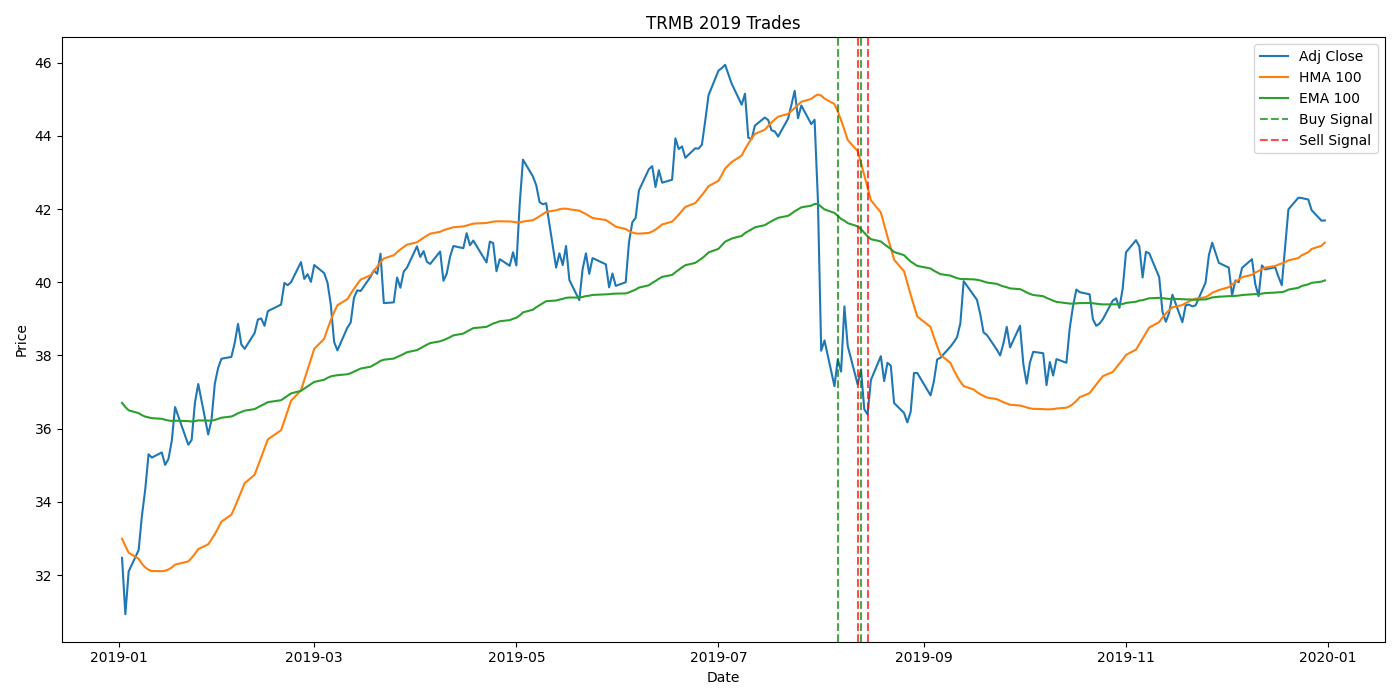 TRMB 2019 Trades
Price
46
44
42
40
38
36
34
32
Adj Close
HMA 100
EMA 100
Buy Signal
Sell Signal
2019-01
2019-03
2019-05
2019-07
2019-09
2019-11
2020-01
Date